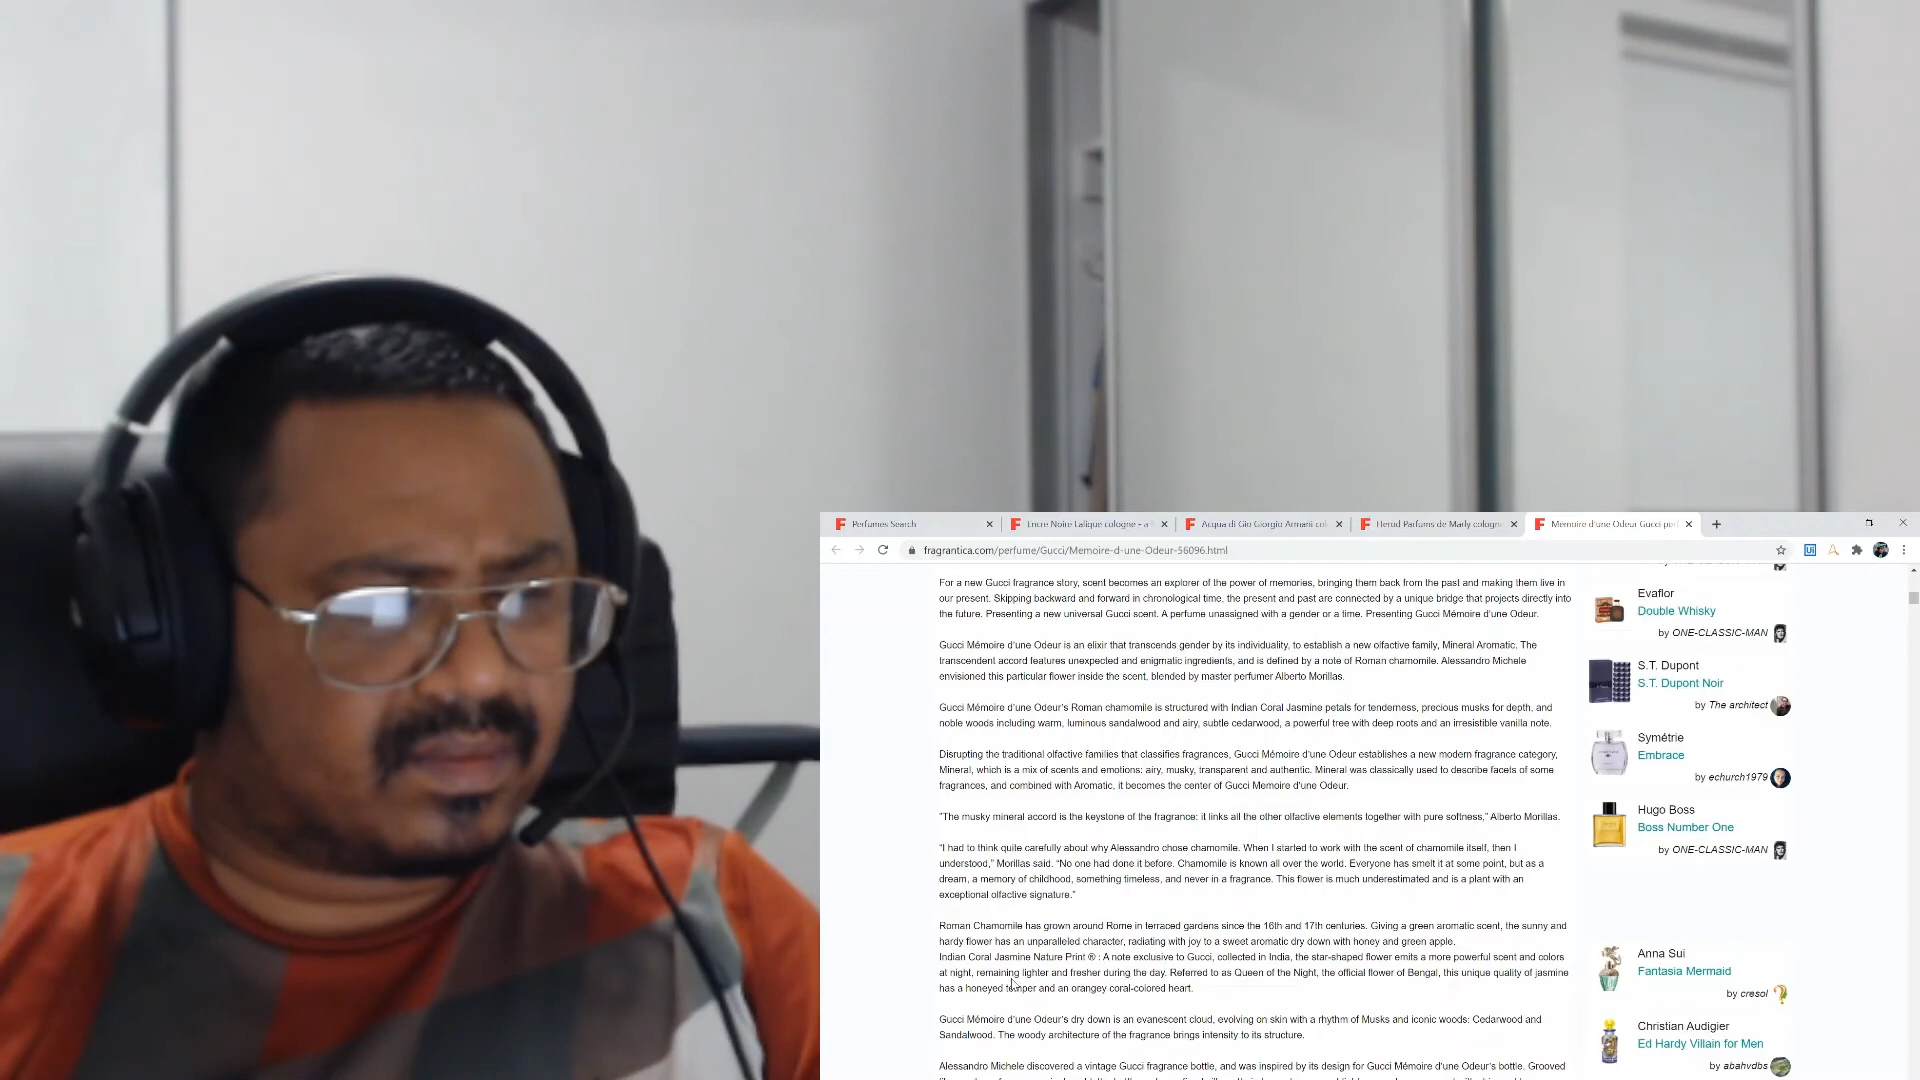 Perfumes Search
Encre Noire Lalique cologne - a
Acqua di Gio Giorgio Armani col
Herod Parfums de Marly cologne
Mémoire d'une Odeur Gucci per
fragrantica.com/perfume/Gucci/Memoire-d-une-Odeur-56096.html
For a new Gucci fragrance story, scent becomes an explorer of the power of memories, bringing them back from the past and making them live in
our present. Skipping backward and forward in chronological time, the present and past are connected by a unique bridge that projects directly into
the future. Presenting a new universal Gucci scent. A perfume unassigned with a gender or a time. Presenting Gucci Mémoire d'une Odeur.
Gucci Mémoire d'une Odeur is an elixir that transcends gender by its individuality, to establish a new olfactive family, Mineral Aromatic. The
transcendent accord features unexpected and enigmatic ingredients, and is defined by a note of Roman chamomile. Alessandro Michele
envisioned this particular flower inside the scent, blended by master perfumer Alberto Morillas.
Gucci Mémoire d'une Odeur's Roman chamomile is structured with Indian Coral Jasmine petals for tenderness, precious musks for depth, and
noble woods including warm, luminous sandalwood and airy, subtle cedarwood, a powerful tree with deep roots and an irresistible vanilla note.
Disrupting the traditional olfactive families that classifies fragrances, Gucci Mémoire d'une Odeur establishes a new modern fragrance category,
Mineral, which is a mix of scents and emotions: airy, musky, transparent and authentic. Mineral was classically used to describe facets of some
fragrances, and combined with Aromatic, it becomes the center of Gucci Memoire d'une Odeur.
"The musky mineral accord is the keystone of the fragrance: it links all the other olfactive elements together with pure softness," Alberto Morillas.
"I had to think quite carefully about why Alessandro chose chamomile. When I started to work with the scent of chamomile itself, then I
understood," Morillas said. "No one had done it before. Chamomile is known all over the world. Everyone has smelt it at some point, but as a
dream, a memory of childhood, something timeless, and never in a fragrance. This flower is much underestimated and is a plant with an
exceptional olfactive signature."
Roman Chamomile has grown around Rome in terraced gardens since the 16th and 17th centuries. Giving a green aromatic scent, the sunny and
hardy flower has an unparalleled character, radiating with joy to a sweet aromatic dry down with honey and green apple.
Indian Coral Jasmine Nature Print ® : A note exclusive to Gucci, collected in India, the star-shaped flower emits a more powerful scent and colors
at night, remaining lighter and fresher during the day. Referred to as Queen of the Night, the official flower of Bengal, this unique quality of jasmine
has a honeyed temper and an orangey coral-colored heart.
Gucci Mémoire d'une Odeur's dry down is an evanescent cloud, evolving on skin with a rhythm of Musks and iconic woods: Cedarwood and
Sandalwood. The woody architecture of the fragrance brings intensity to its structure.
Alessandro Michele discovered a vintage Gucci fragrance bottle, and was inspired by its design for Gucci Mémoire d'une Odeur's bottle. Grooved
Evaflor
Double Whisky
by ONE-CLASSIC-MAN
S.T. Dupont
S.T. Dupont Noir
by The architect
Symétrie
Embrace
by echurch1979
Hugo Boss
Boss Number One
by ONE-CLASSIC-MAN
Anna Sui
Fantasia Mermaid
by cresol
Christian Audigier
Ed Hardy Villain for Men
by abahvdbs